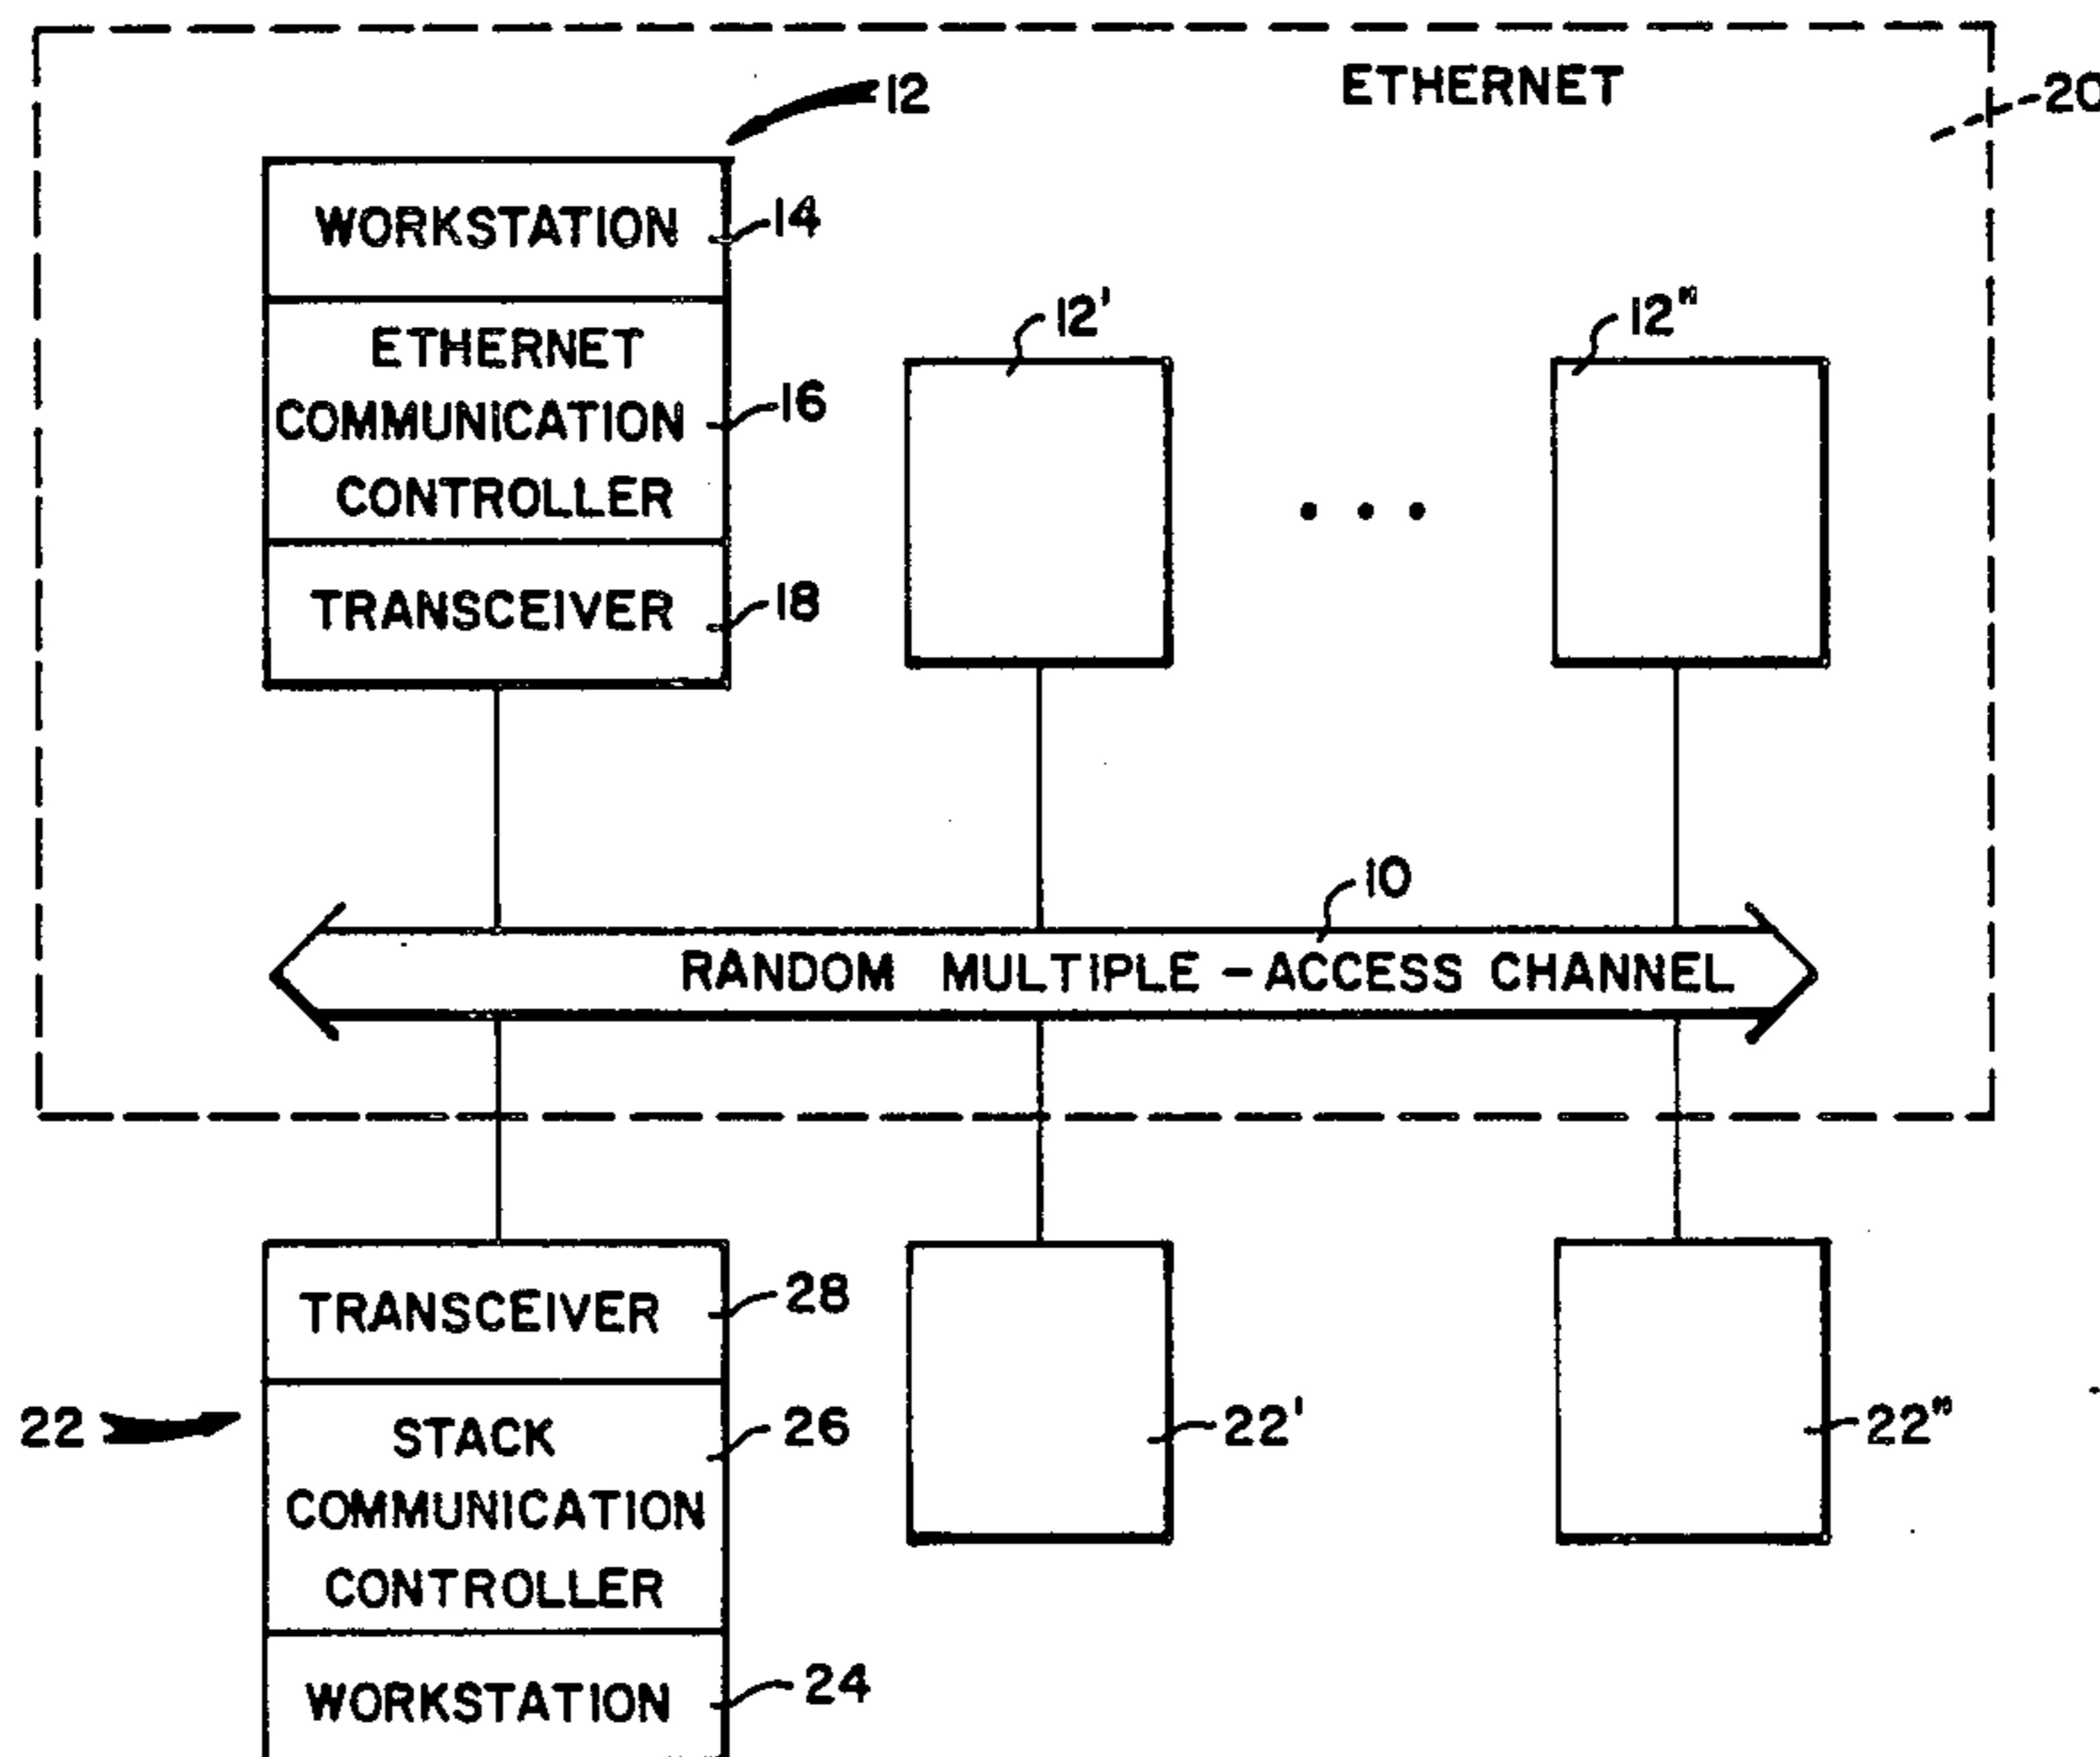 ETHERNET
20
12
WORKSTATION
14
ETHERNET
COMMUNICATION
CONTROLLER
16
TRANSCEIVER
18
12'
12"
10
RANDOM MULTIPLE-ACCESS CHANNEL
TRANSCEIVER
28
22
STACK
COMMUNICATION
CONTROLLER
26
WORKSTATION
24
22'
22"